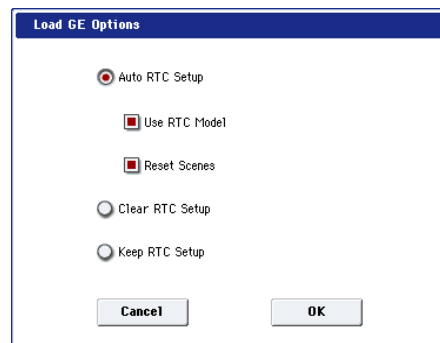 Load GE Options
Auto RTC Setup
Use RTC Model
Reset Scenes
Clear RTC Setup
Keep RTC Setup
Cancel OK